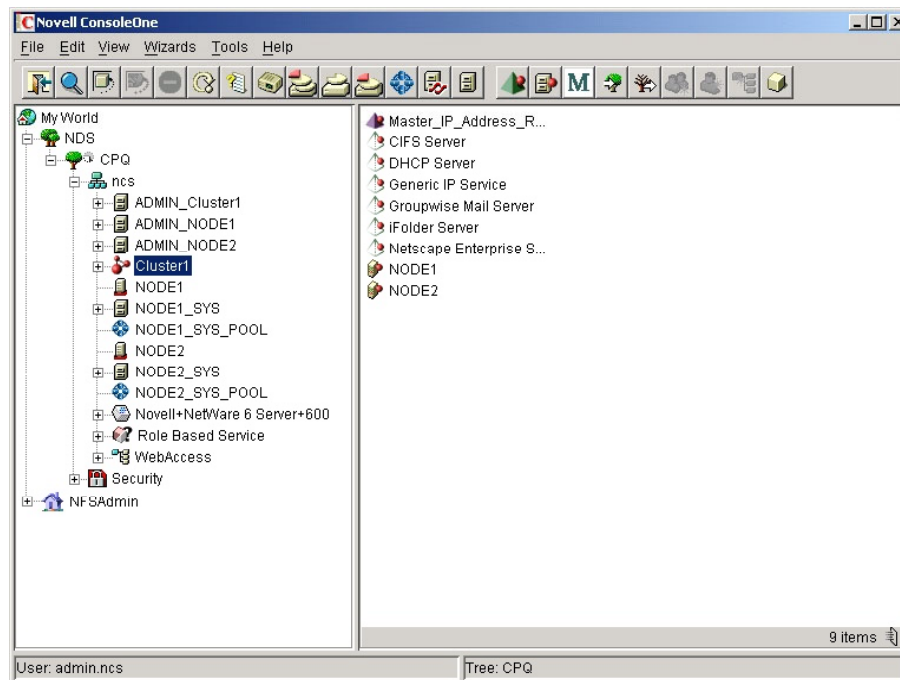 Novell ConsoleOne
File Edit View Wizards Tools Help
M
My World
NDS
CPQ
ncs
ADMIN_Cluster1
ADMIN_NODE1
ADMIN_NODE2
Cluster1
NODE1
NODE1_SYS
NODE1_SYS_POOL
NODE2
NODE2_SYS
NODE2_SYS_POOL
Novell+NetWare 6 Server+600
Role Based Service
WebAccess
Security
NFSAdmin
Master_IP_Address_R...
CIFS Server
DHCP Server
Generic IP Service
Groupwise Mail Server
iFolder Server
Netscape Enterprise S...
NODE1
NODE2
9 items
User: admin.ncs
Tree: CPQ